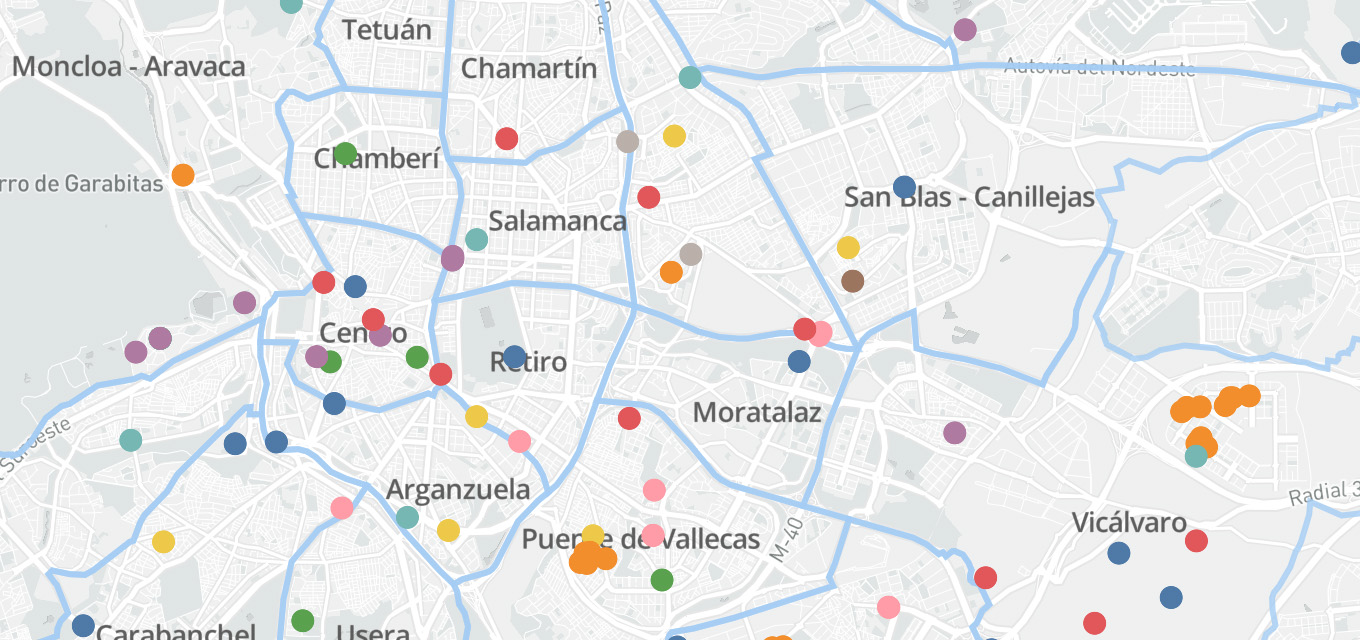 Tetuán
Moncloa - Aravaca
Chamartín
Autovía del Nordeste
Chamberí
rro de Garabitas
San Blas - Canillejas
Salamanca
Centro
Retiro
Moratalaz
Suroeste
Arganzuela
Radial 3
Vicálvaro
Puente de Vallecas
M-40
Carabanchel
Usera